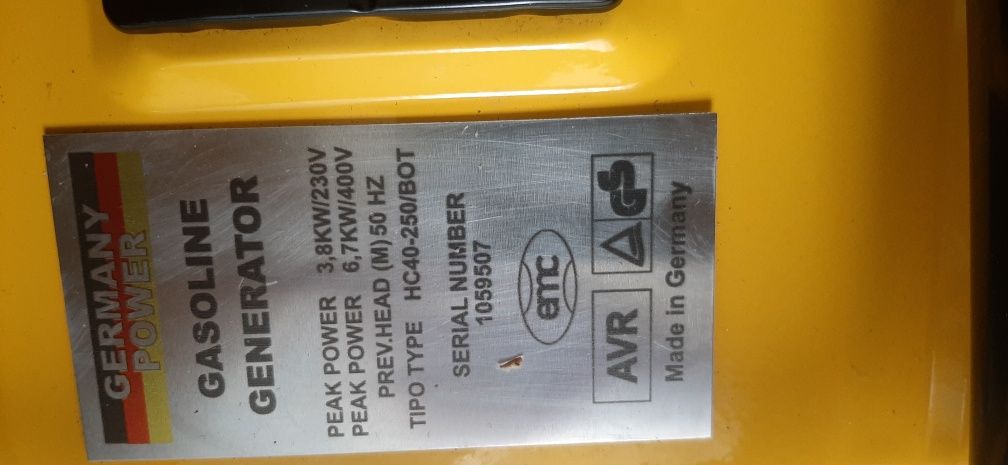 GERMANY
POWER
GASOLINE
GENERATOR
PEAK POWER 3,8KW/230V
PEAK POWER 6,7KW/400V
PREV.HEAD (M) 50 HZ
TIPO TYPE HC40-250/BOT
SERIAL NUMBER
1059507
emc
AVR GS
Made in Germany